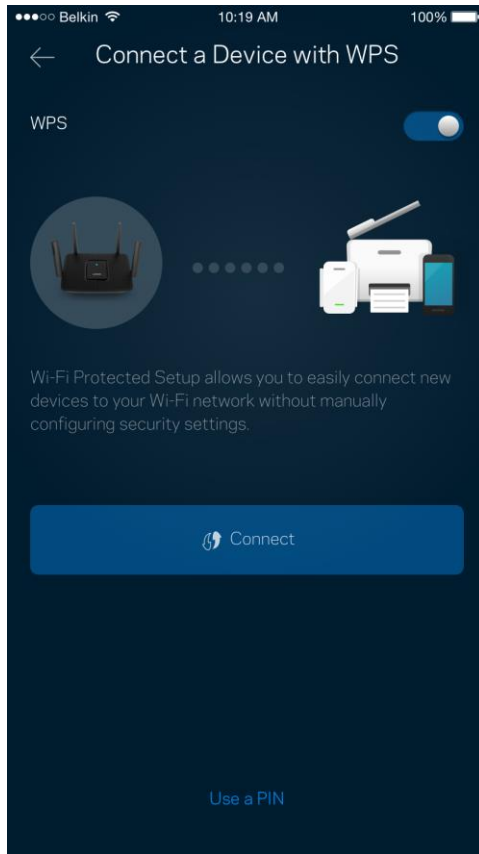 Belkin 10:19 AM 100%
Connect a Device with WPS
WPS
Wi-Fi Protected Setup allows you to easily connect new
devices to your Wi-Fi network without manually
configuring security settings.
Connect
Use a PIN